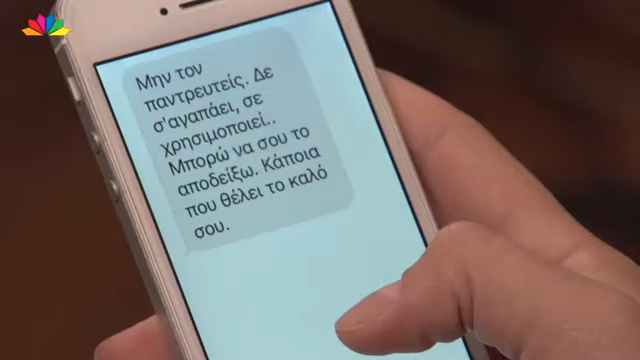 Μην τον
παντρευτείς. Δε
σ'αγαπάει, σε
χρησιμοποιεί..
Μπορώ να σου το
αποδείξω. Κάποια
που θέλει το καλό
σου.